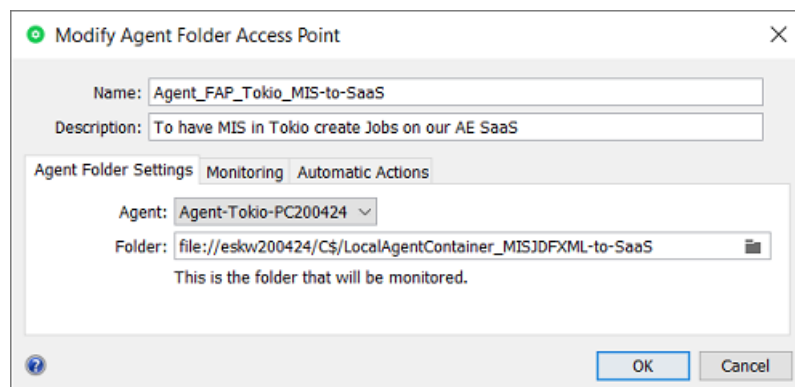 Modify Agent Folder Access Point
Name: Agent_FAP_Tokio_MIS-to-SaaS
Description: To have MIS in Tokio create Jobs on our AE SaaS
Agent Folder Settings Monitoring Automatic Actions
Agent: Agent-Tokio-PC200424
Folder: file://eskw200424/C$/LocalAgentContainer_MISJDFXML-to-SaaS
This is the folder that will be monitored.
? OK Cancel